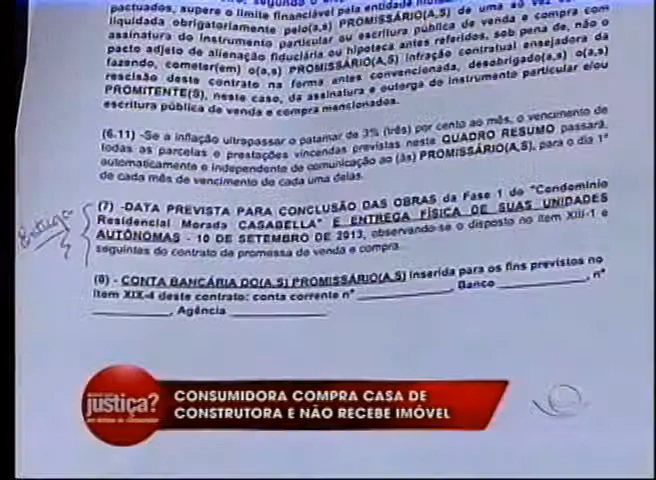 pactuados, supere o limite financiável pela entidade
liquidada obrigatoriamente pelo(a,s) PROMISSÁRIO(A,S) de uma só vez
assinatura do instrumento particular ou escritura pública de venda e compra com
pacto adjeto de alienação fiduciária ou hipoteca antes referidos, sob pena de, não o
fazendo, cometer(em) o(a,s) PROMISSÁRIO(A,S) infração contratual ensejadora da
rescisão deste contrato na forma antes convencionada, desobrigado(a,s) o(a,s)
PROMITENTE(S), neste caso, da assinatura e outorga do instrumento particular e/ou
escritura pública de venda e compra mencionados.
(6.11) -Se a inflação ultrapassar o patamar de 3% (três) por cento ao mês, o vencimento de
todas as parcelas e prestações vincendas previstas neste QUADRO RESUMO passará,
automaticamente e independente de comunicação ao (às) PROMISSÁRIO(A,S), para o dia 1º
de cada mês de vencimento de cada uma delas.
Entrega
(7) -DATA PREVISTA PARA CONCLUSÃO DAS OBRAS da Fase 1 do "Condomínio
Residencial Morada CASABELLA" E ENTREGA FÍSICA DE SUAS UNIDADES
AUTÔNOMAS - 10 DE SETEMBRO DE 2013, observando-se o disposto no item XIII-1 e
seguintes do contrato de promessa de venda e compra.
(8) - CONTA BANCÁRIA DO(A,S) PROMISSÁRIO(A,S) inserida para os fins previstos no
item XIX-4 deste contrato: conta corrente nº ____________, Banco ____________, nº
____________, Agência ____________
justiça?
CONSUMIDORA COMPRA CASA DE
CONSTRUTORA E NÃO RECEBE IMÓVEL